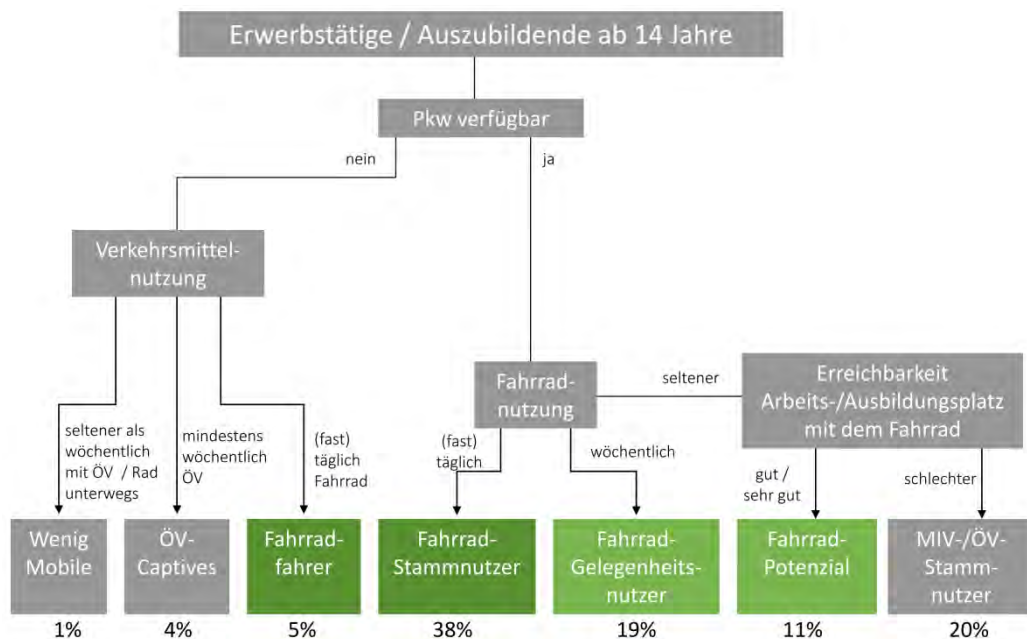 Erwerbstätige / Auszubildende ab 14 Jahre
Pkw verfügbar
nein
ja
Verkehrsmittel-
nutzung
Fahrrad-
nutzung
seltener
Erreichbarkeit
Arbeits-/Ausbildungsplatz
mit dem Fahrrad
seltener als
wöchentlich
mit ÖV / Rad
unterwegs
mindestens
wöchentlich
ÖV
(fast)
täglich
Fahrrad
(fast)
täglich
wöchentlich
gut /
sehr gut
schlechter
Wenig
Mobile
ÖV-
Captives
Fahrrad-
fahrer
Fahrrad-
Stammnutzer
Fahrrad-
Gelegenheits-
nutzer
Fahrrad-
Potenzial
MIV-/ÖV-
Stamm-
nutzer
1%
4%
5%
38%
19%
11%
20%